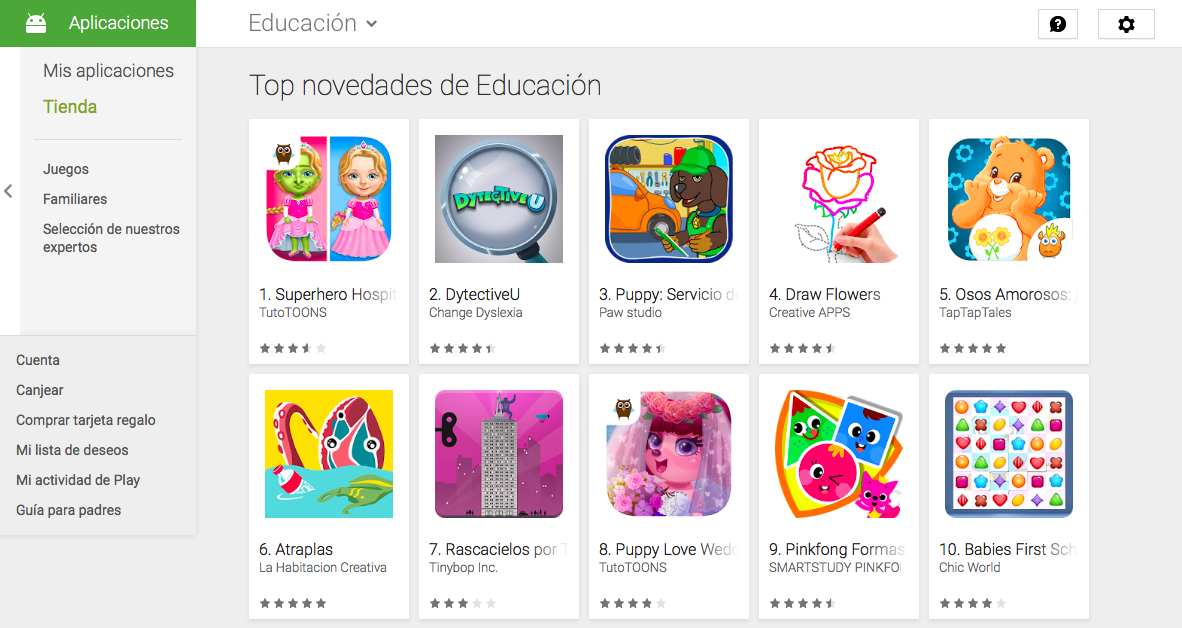 Aplicaciones
Educación
Mis aplicaciones
Tienda
Juegos
Familiares
Selección de nuestros
expertos
Cuenta
Canjear
Comprar tarjeta regalo
Mi lista de deseos
Mi actividad de Play
Guía para padres
Top novedades de Educación
DYTECTIVEU
1. Superhero Hospit
TutoTOONS
2. DytectiveU
Change Dyslexia
3. Puppy: Servicio de
Paw studio
4. Draw Flowers
Creative APPS
5. Osos Amorosos:
TapTapTales
6. Atraplas
La Habitacion Creativa
7. Rascacielos por T
Tinybop Inc.
8. Puppy Love Wedd
TutoTOONS
9. Pinkfong Formas
SMARTSTUDY PINKFO
10. Babies First Sch
Chic World